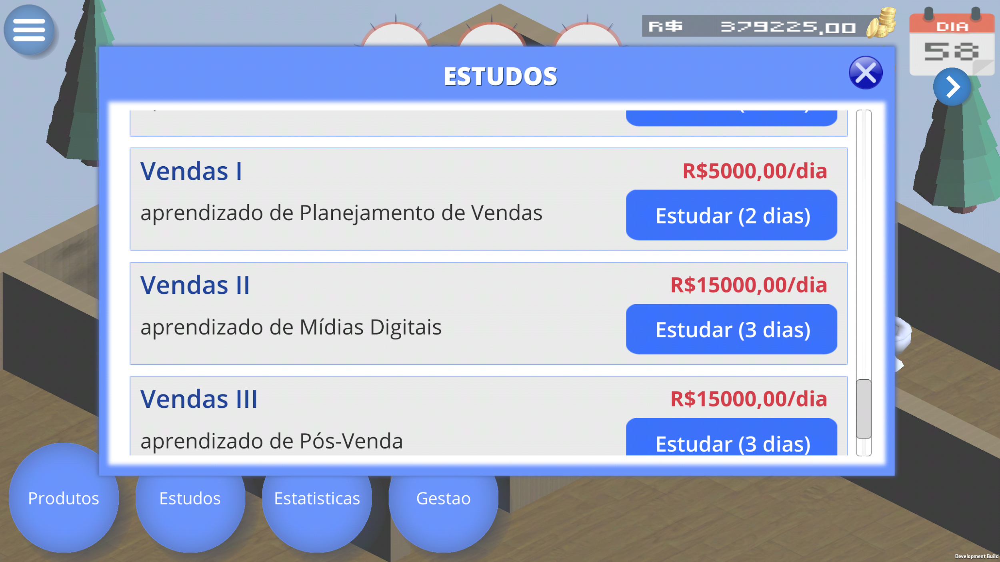 R$ 379225,00
DIA
58
ESTUDOS
Vendas I
R$5000,00/dia
aprendizado de Planejamento de Vendas
Estudar (2 dias)
Vendas II
R$15000,00/dia
aprendizado de Mídias Digitais
Estudar (3 dias)
Vendas III
R$15000,00/dia
aprendizado de Pós-Venda
Estudar (3 dias)
Produtos
Estudos
Estatisticas
Gestao
Development Build